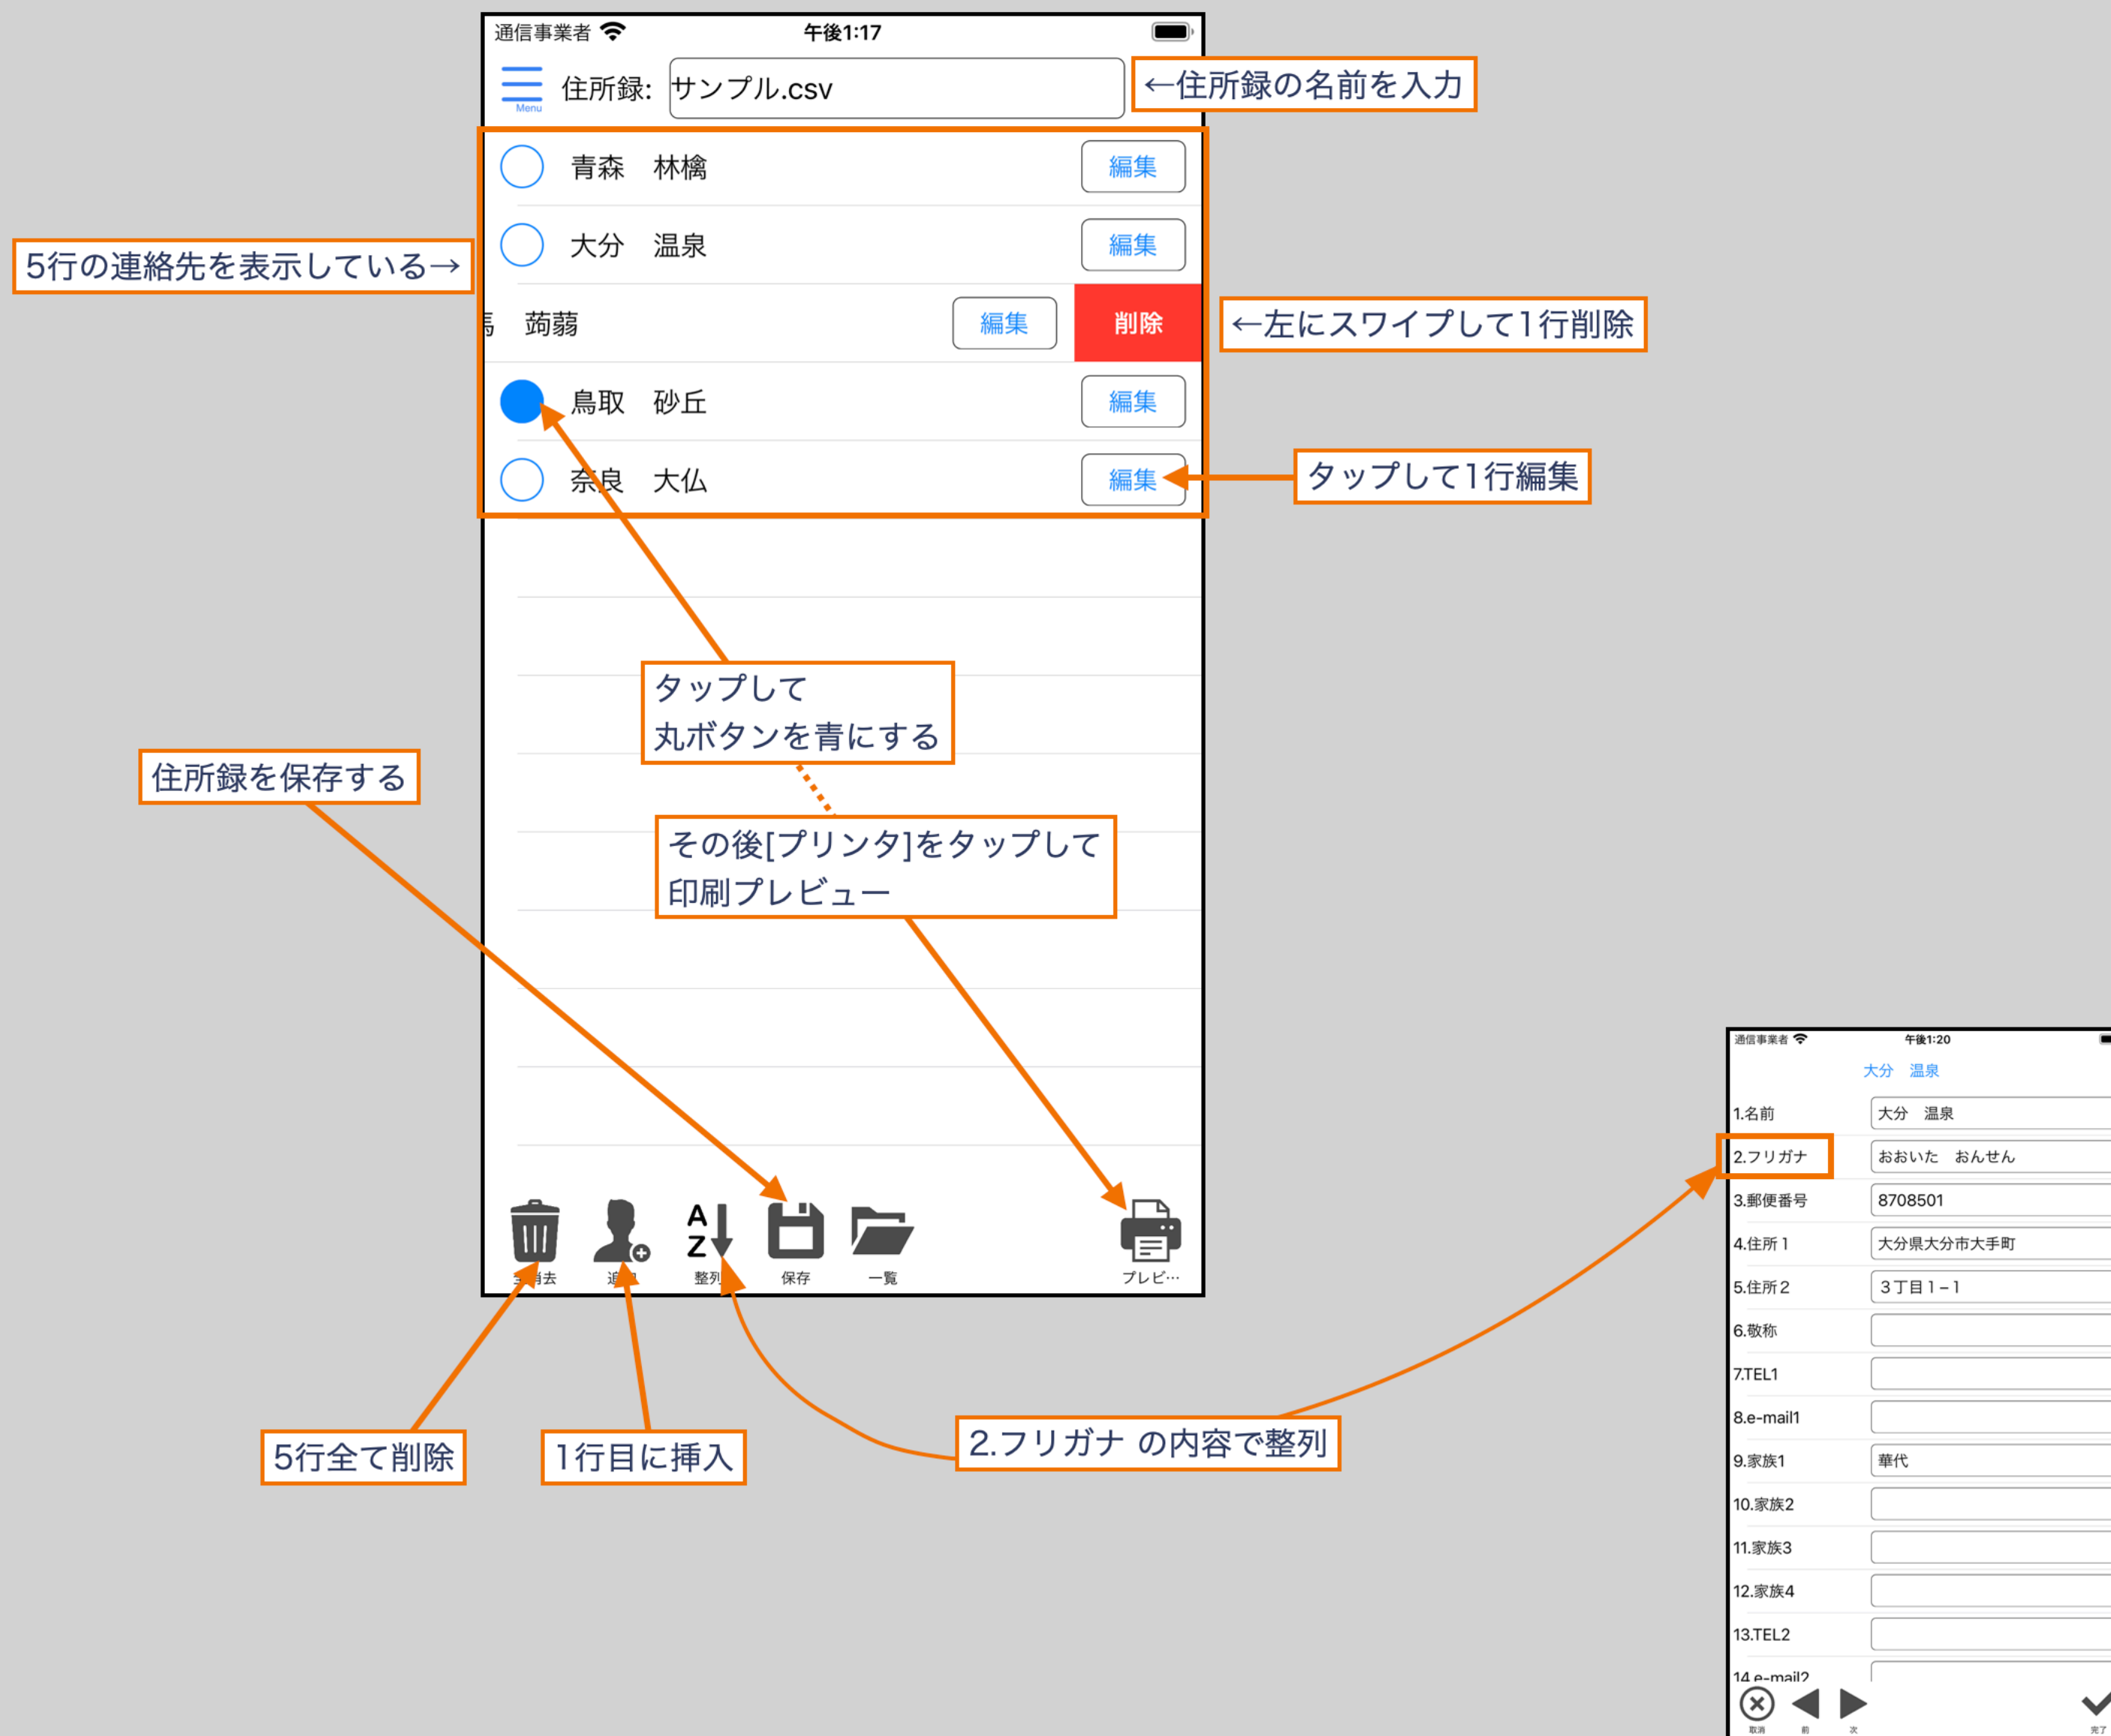 通信事業者
午後1:17
Menu
住所録:
サンプル.csv
←住所録の名前を入力
青森　林檎
編集
大分　温泉
編集
5行の連絡先を表示している→
蒟蒻
編集
削除
←左にスワイプして1行削除
鳥取　砂丘
編集
奈良　大仏
編集
タップして1行編集
タップして
丸ボタンを青にする
住所録を保存する
その後[プリンタ]をタップして
印刷プレビュー
消去
整列
保存
一覧
プレビ…
5行全て削除
1行目に挿入
2.フリガナ の内容で整列
通信事業者
午後1:20
大分　温泉
1.名前
大分　温泉
2.フリガナ
おおいた　おんせん
3.郵便番号
8708501
4.住所１
大分県大分市大手町
5.住所２
３丁目１−１
6.敬称
7.TEL1
8.e-mail1
9.家族1
華代
10.家族2
11.家族3
12.家族4
13.TEL2
14.e-mail2
取消
前
次
完了